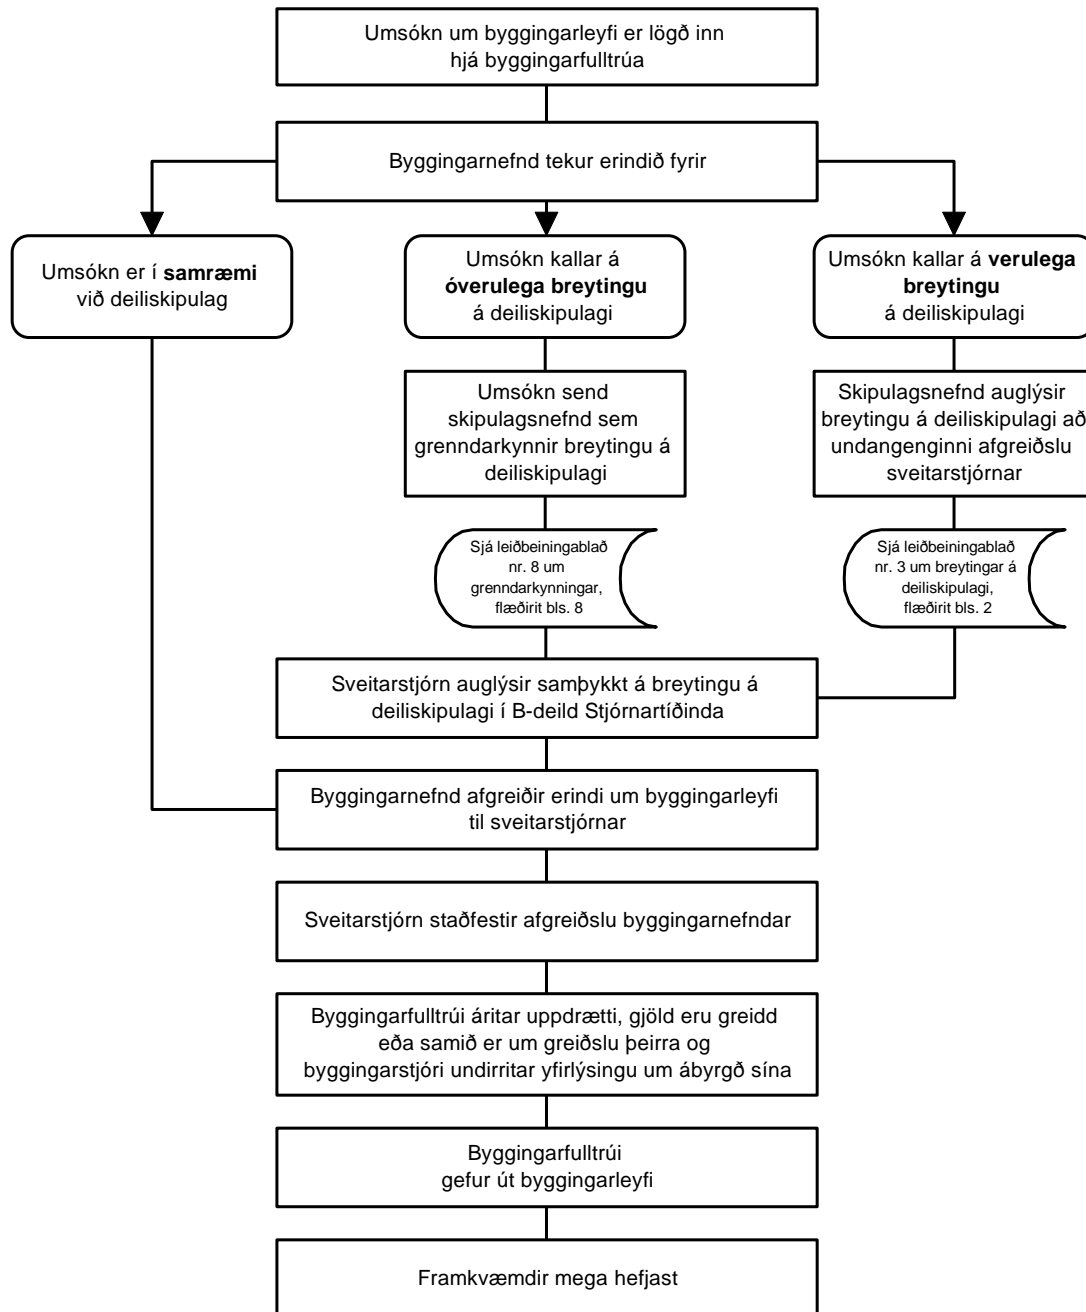 Umsókn um byggingarleyfi er lögð inn
hjá byggingarfulltrúa
Byggingarnefnd tekur erindið fyrir
Umsókn er í samræmi
við deiliskipulag
Umsókn kallar á
óverulega breytingu
á deiliskipulagi
Umsókn kallar á verulega
breytingu
á deiliskipulagi
Umsókn send
skipulagsnefnd sem
grenndarkynnir breytingu á
deiliskipulagi
Skipulagsnefnd auglýsir
breytingu á deiliskipulagi að
undangenginni afgreiðslu
sveitarstjórnar
Sjá leiðbeiningablað
nr. 8 um
grenndarkynningar,
flæðirit bls. 8
Sjá leiðbeiningablað
nr. 3 um breytingar á
deiliskipulagi,
flæðirit bls. 2
Sveitarstjórn auglýsir samþykkt á breytingu á
deiliskipulagi í B-deild Stjórnartíðinda
Byggingarnefnd afgreiðir erindi um byggingarleyfi
til sveitarstjórnar
Sveitarstjórn staðfestir afgreiðslu byggingarnefndar
Byggingarfulltrúi áritar uppdrætti, gjöld eru greidd
eða samið er um greiðslu þeirra og
byggingarstjóri undirritar yfirlýsingu um ábyrgð sína
Byggingarfulltrúi
gefur út byggingarleyfi
Framkvæmdir mega hefjast